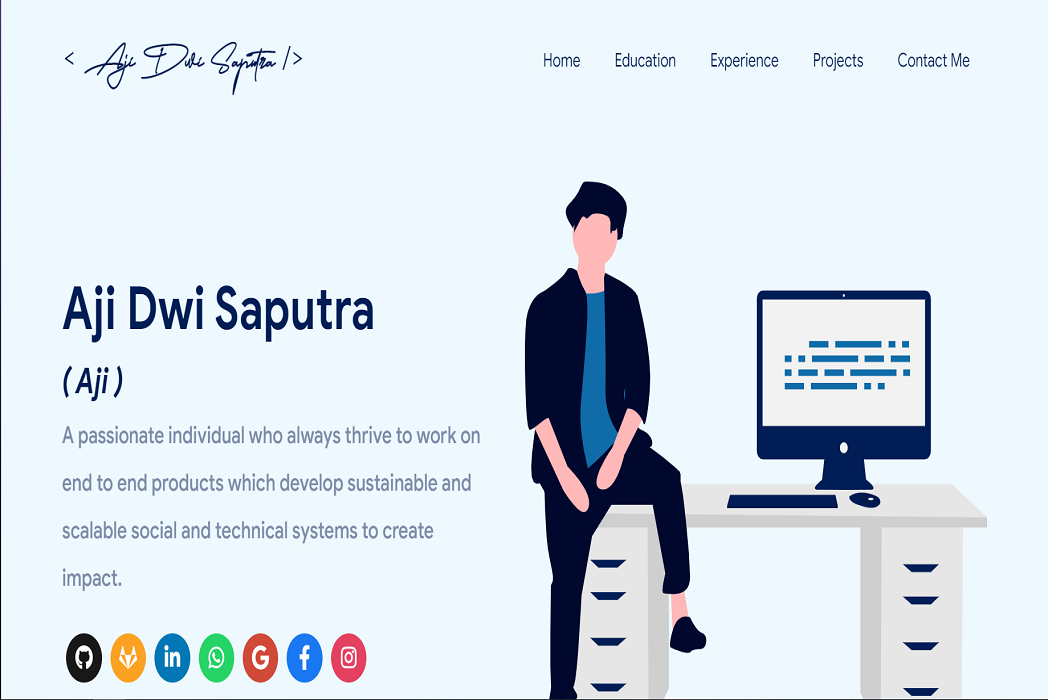 < Aji Dwi Saputra />
Home Education Experience Projects Contact Me
Aji Dwi Saputra
( Aji )
A passionate individual who always thrive to work on
end to end products which develop sustainable and
scalable social and technical systems to create
impact.
in G f